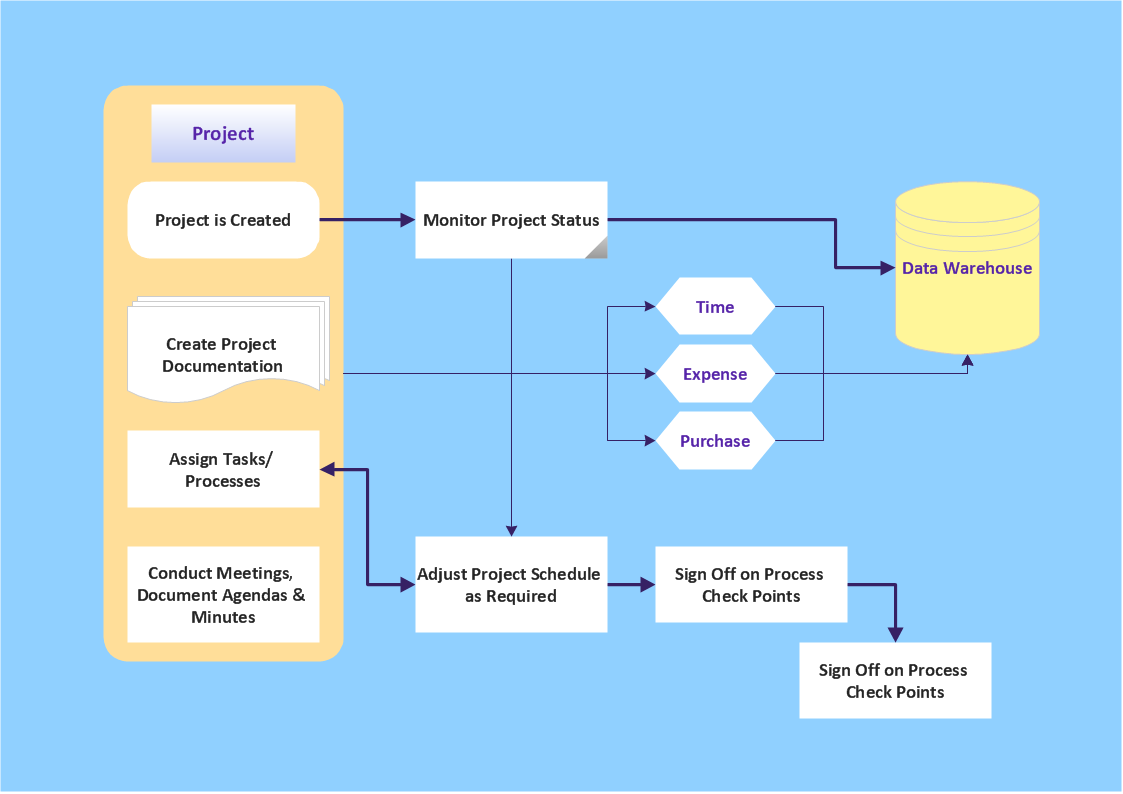 Project
Project is Created
Monitor Project Status
Data Warehouse
Time
Create Project
Documentation
Expense
Purchase
Assign Tasks/
Processes
Conduct Meetings,
Document Agendas &
Minutes
Adjust Project Schedule
as Required
Sign Off on Process
Check Points
Sign Off on Process
Check Points